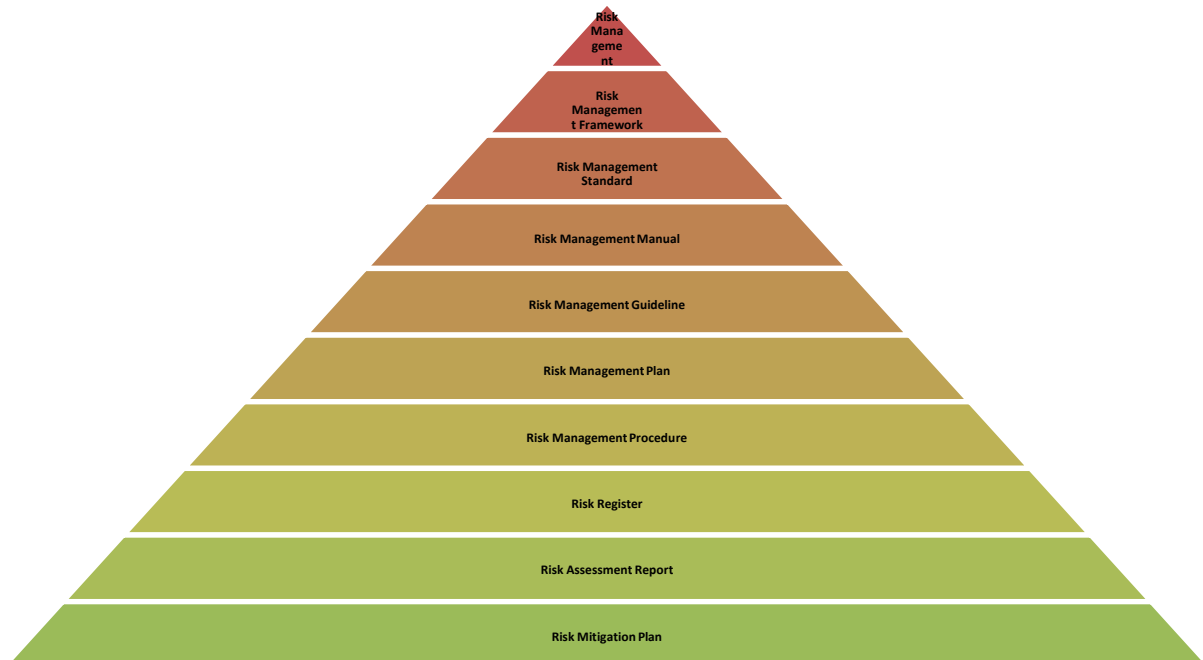 Risk
Mana
geme
nt
Risk
Managemen
t Framework
Risk Management
Standard
Risk Management Manual
Risk Management Guideline
Risk Management Plan
Risk Management Procedure
Risk Register
Risk Assessment Report
Risk Mitigation Plan